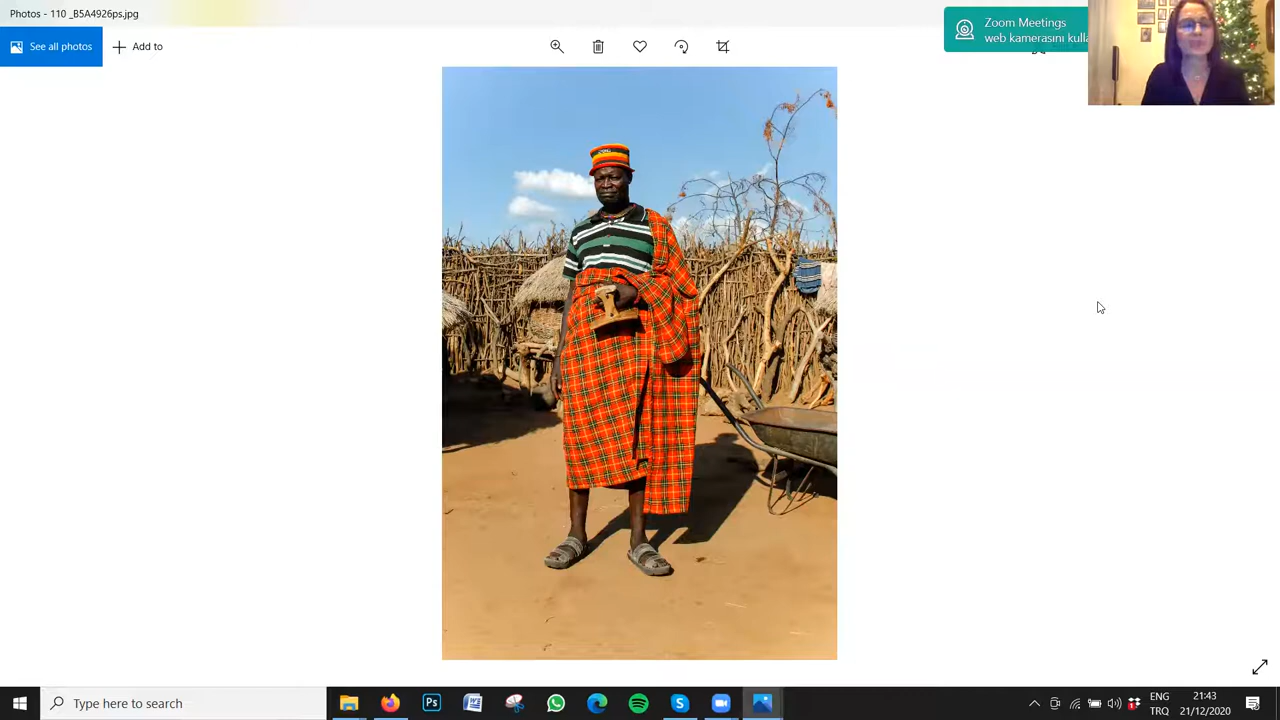 Photos - 110 _B5A4926ps.jpg
See all photos
Add to
Zoom Meetings
web kamerasını kulla
Type here to search
Ps
ENG
TRQ
21:43
21/12/2020